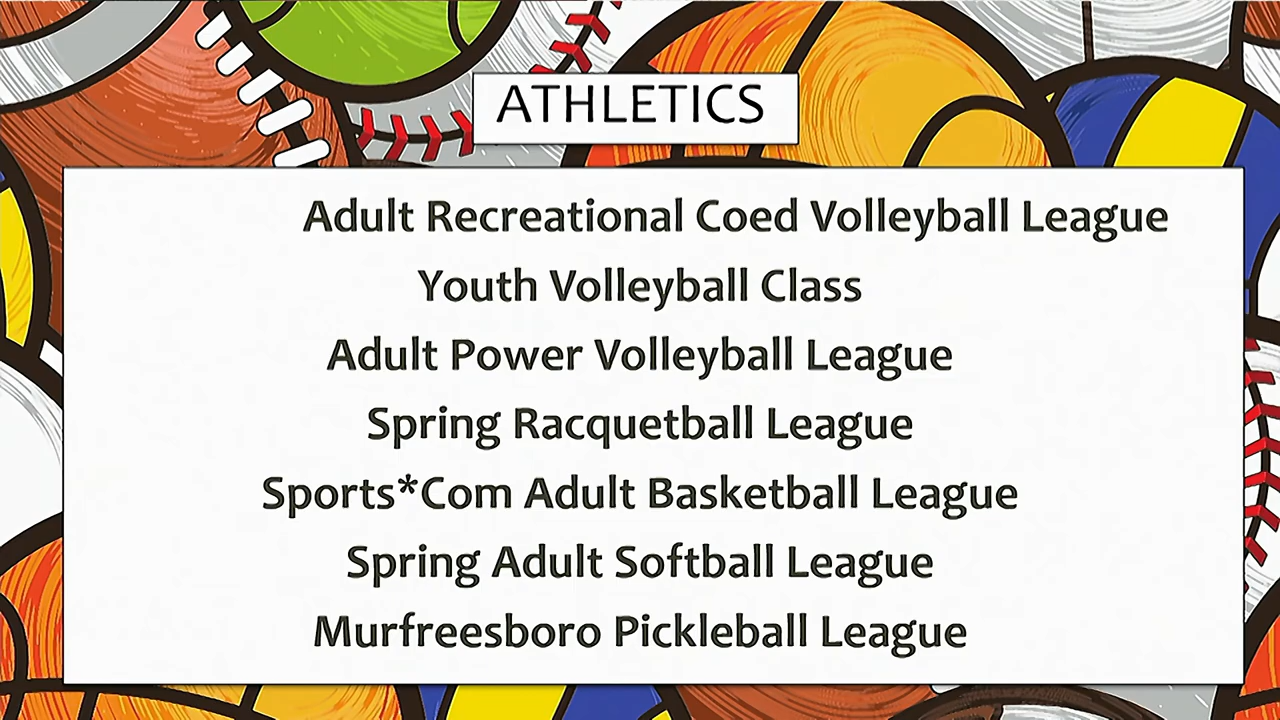 ATHLETICS
Adult Recreational Coed Volleyball League
Youth Volleyball Class
Adult Power Volleyball League
Spring Racquetball League
Sports*Com Adult Basketball League
Spring Adult Softball League
Murfreesboro Pickleball League